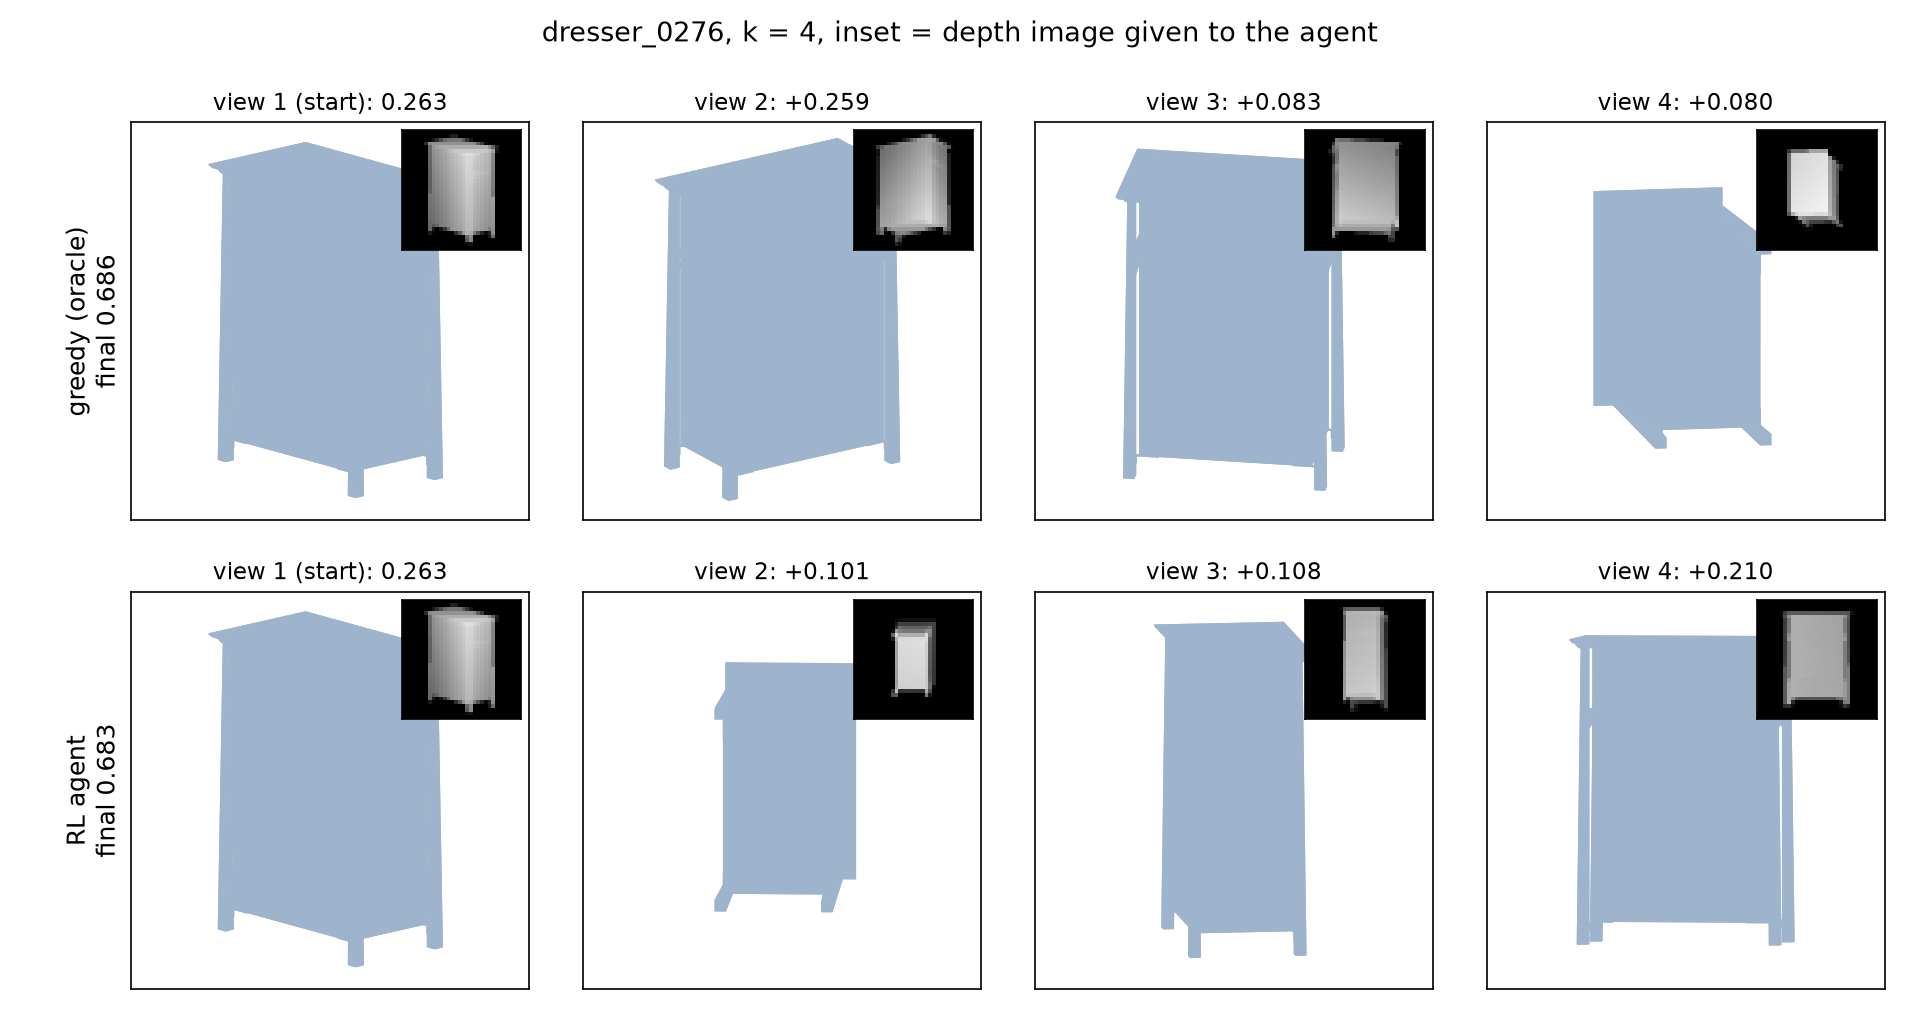 dresser_0276, k = 4, inset = depth image given to the agent
greedy (oracle)
final 0.686
view 1 (start): 0.263
view 2: +0.259
view 3: +0.083
view 4: +0.080
RL agent
final 0.683
view 1 (start): 0.263
view 2: +0.101
view 3: +0.108
view 4: +0.210